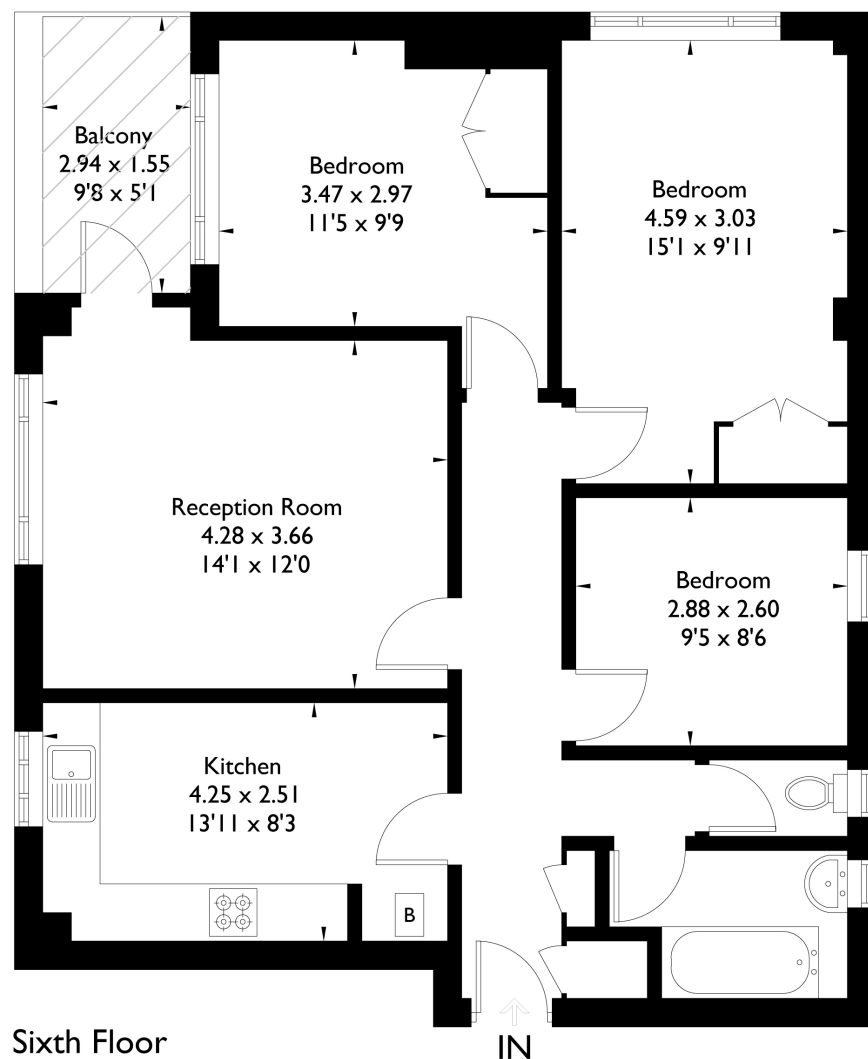 Balcony
2.94 x 1.55
9'8 x 5'1
Bedroom
3.47 x 2.97
11'5 x 9'9
Bedroom
4.59 x 3.03
15'1 x 9'11
Reception Room
4.28 x 3.66
14'1 x 12'0
Bedroom
2.88 x 2.60
9'5 x 8'6
Kitchen
4.25 x 2.51
13'11 x 8'3
B
Sixth Floor
IN